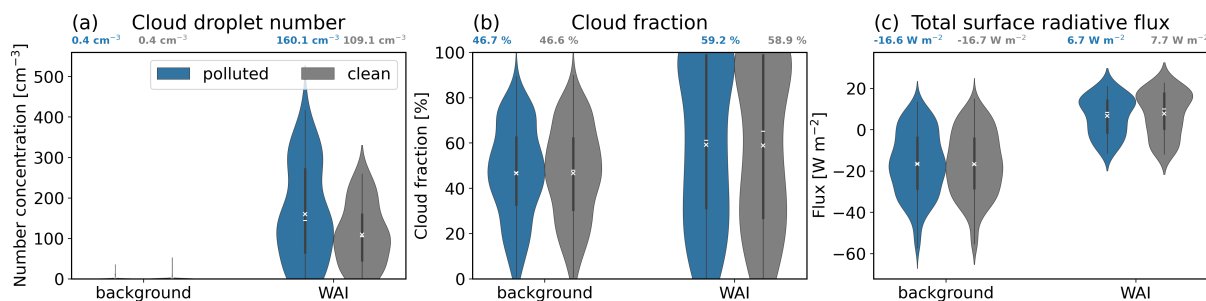 (a) Cloud droplet number
0.4 cm⁻³ 0.4 cm⁻³ 160.1 cm⁻³ 109.1 cm⁻³
Number concentration [cm⁻³]
500
400
300
200
100
0
polluted clean
background WAI
(b) Cloud fraction
46.7 % 46.6 % 59.2 % 58.9 %
Cloud fraction [%]
100
80
60
40
20
0
background WAI
(c) Total surface radiative flux
-16.6 W m⁻² -16.7 W m⁻² 6.7 W m⁻² 7.7 W m⁻²
Flux [W m⁻²]
20
0
−20
−40
−60
background WAI